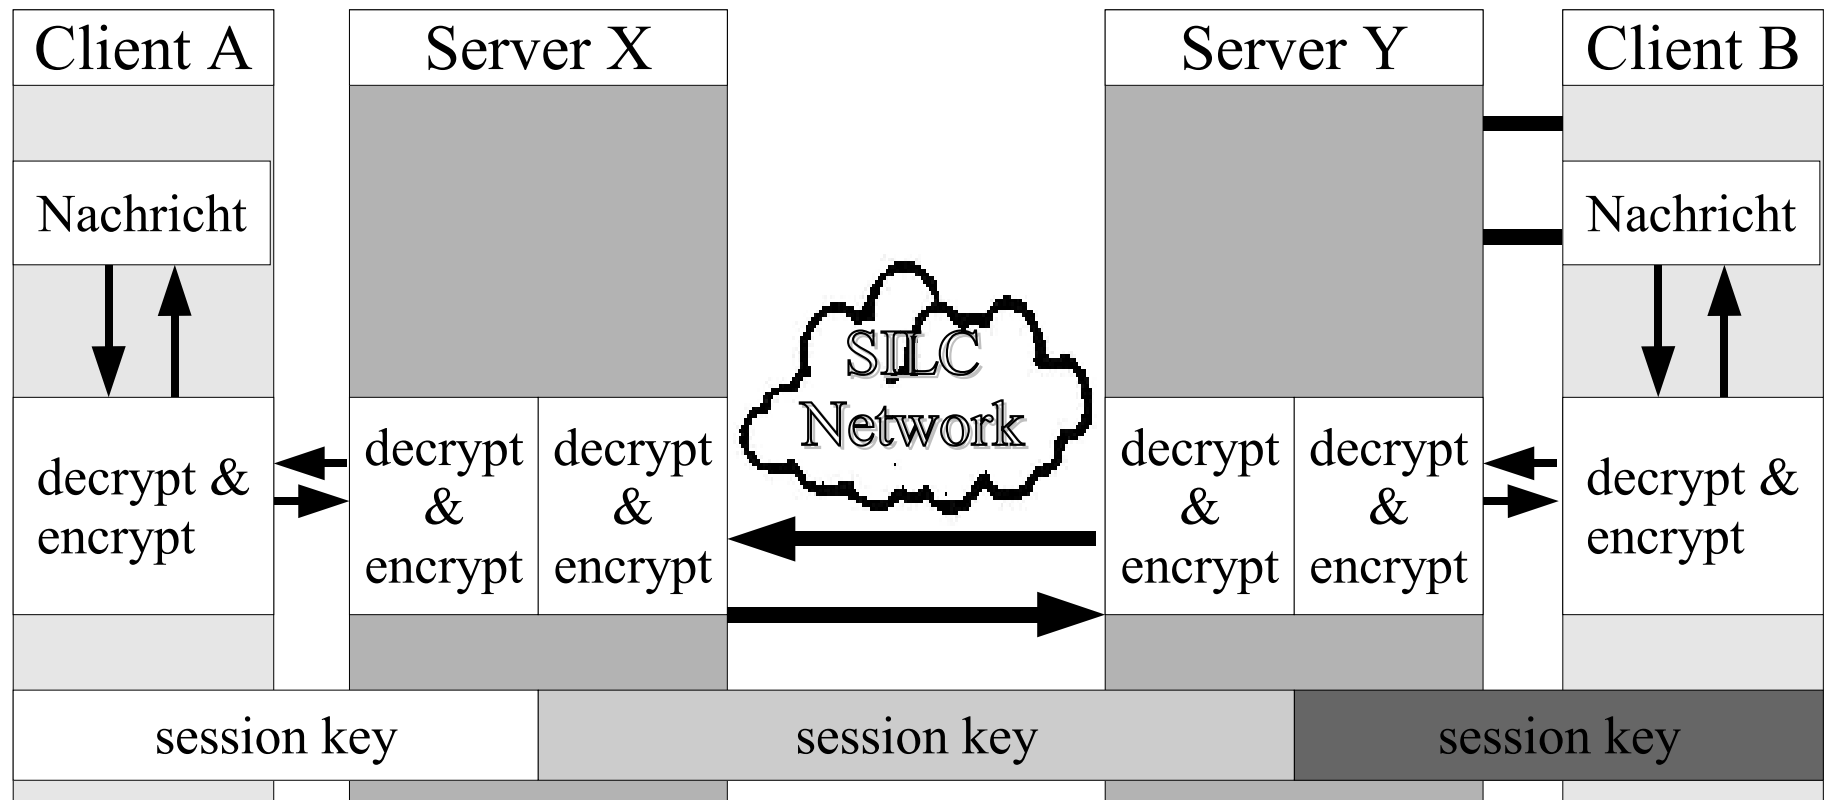 Client A
Server X
Server Y
Client B
Nachricht
Nachricht
SILC
Network
decrypt &
encrypt
decrypt
&
encrypt
decrypt
&
encrypt
decrypt
&
encrypt
decrypt
&
encrypt
decrypt &
encrypt
session key
session key
session key